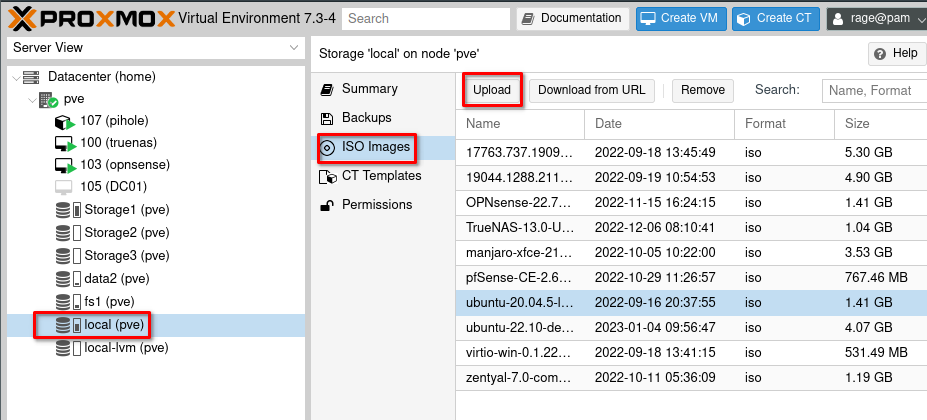 PROXMOX Virtual Environment 7.3-4 Search Documentation Create VM Create CT rage@pam
Server View
Datacenter (home)
pve
107 (pihole)
100 (truenas)
103 (opnsense)
105 (DC01)
Storage1 (pve)
Storage2 (pve)
Storage3 (pve)
data2 (pve)
fs1 (pve)
local (pve)
local-lvm (pve)
Storage 'local' on node 'pve' Help
Summary
Backups
ISO Images
CT Templates
Permissions
Upload Download from URL Remove Search: Name, Format
Name Date Format Size
17763.737.1909... 2022-09-18 13:45:49 iso 5.30 GB
19044.1288.211... 2022-09-19 10:54:53 iso 4.90 GB
OPNsense-22.7... 2022-11-15 16:24:15 iso 1.41 GB
TrueNAS-13.0-U... 2022-12-06 08:10:41 iso 1.04 GB
manjaro-xfce-21... 2022-10-05 10:22:00 iso 3.53 GB
pfSense-CE-2.6... 2022-10-29 11:26:57 iso 767.46 MB
ubuntu-20.04.5-l... 2022-09-16 20:37:55 iso 1.41 GB
ubuntu-22.10-de... 2023-01-04 09:56:47 iso 4.07 GB
virtio-win-0.1.22... 2022-09-18 13:41:15 iso 531.49 MB
zentyal-7.0-com... 2022-10-11 05:36:09 iso 1.19 GB